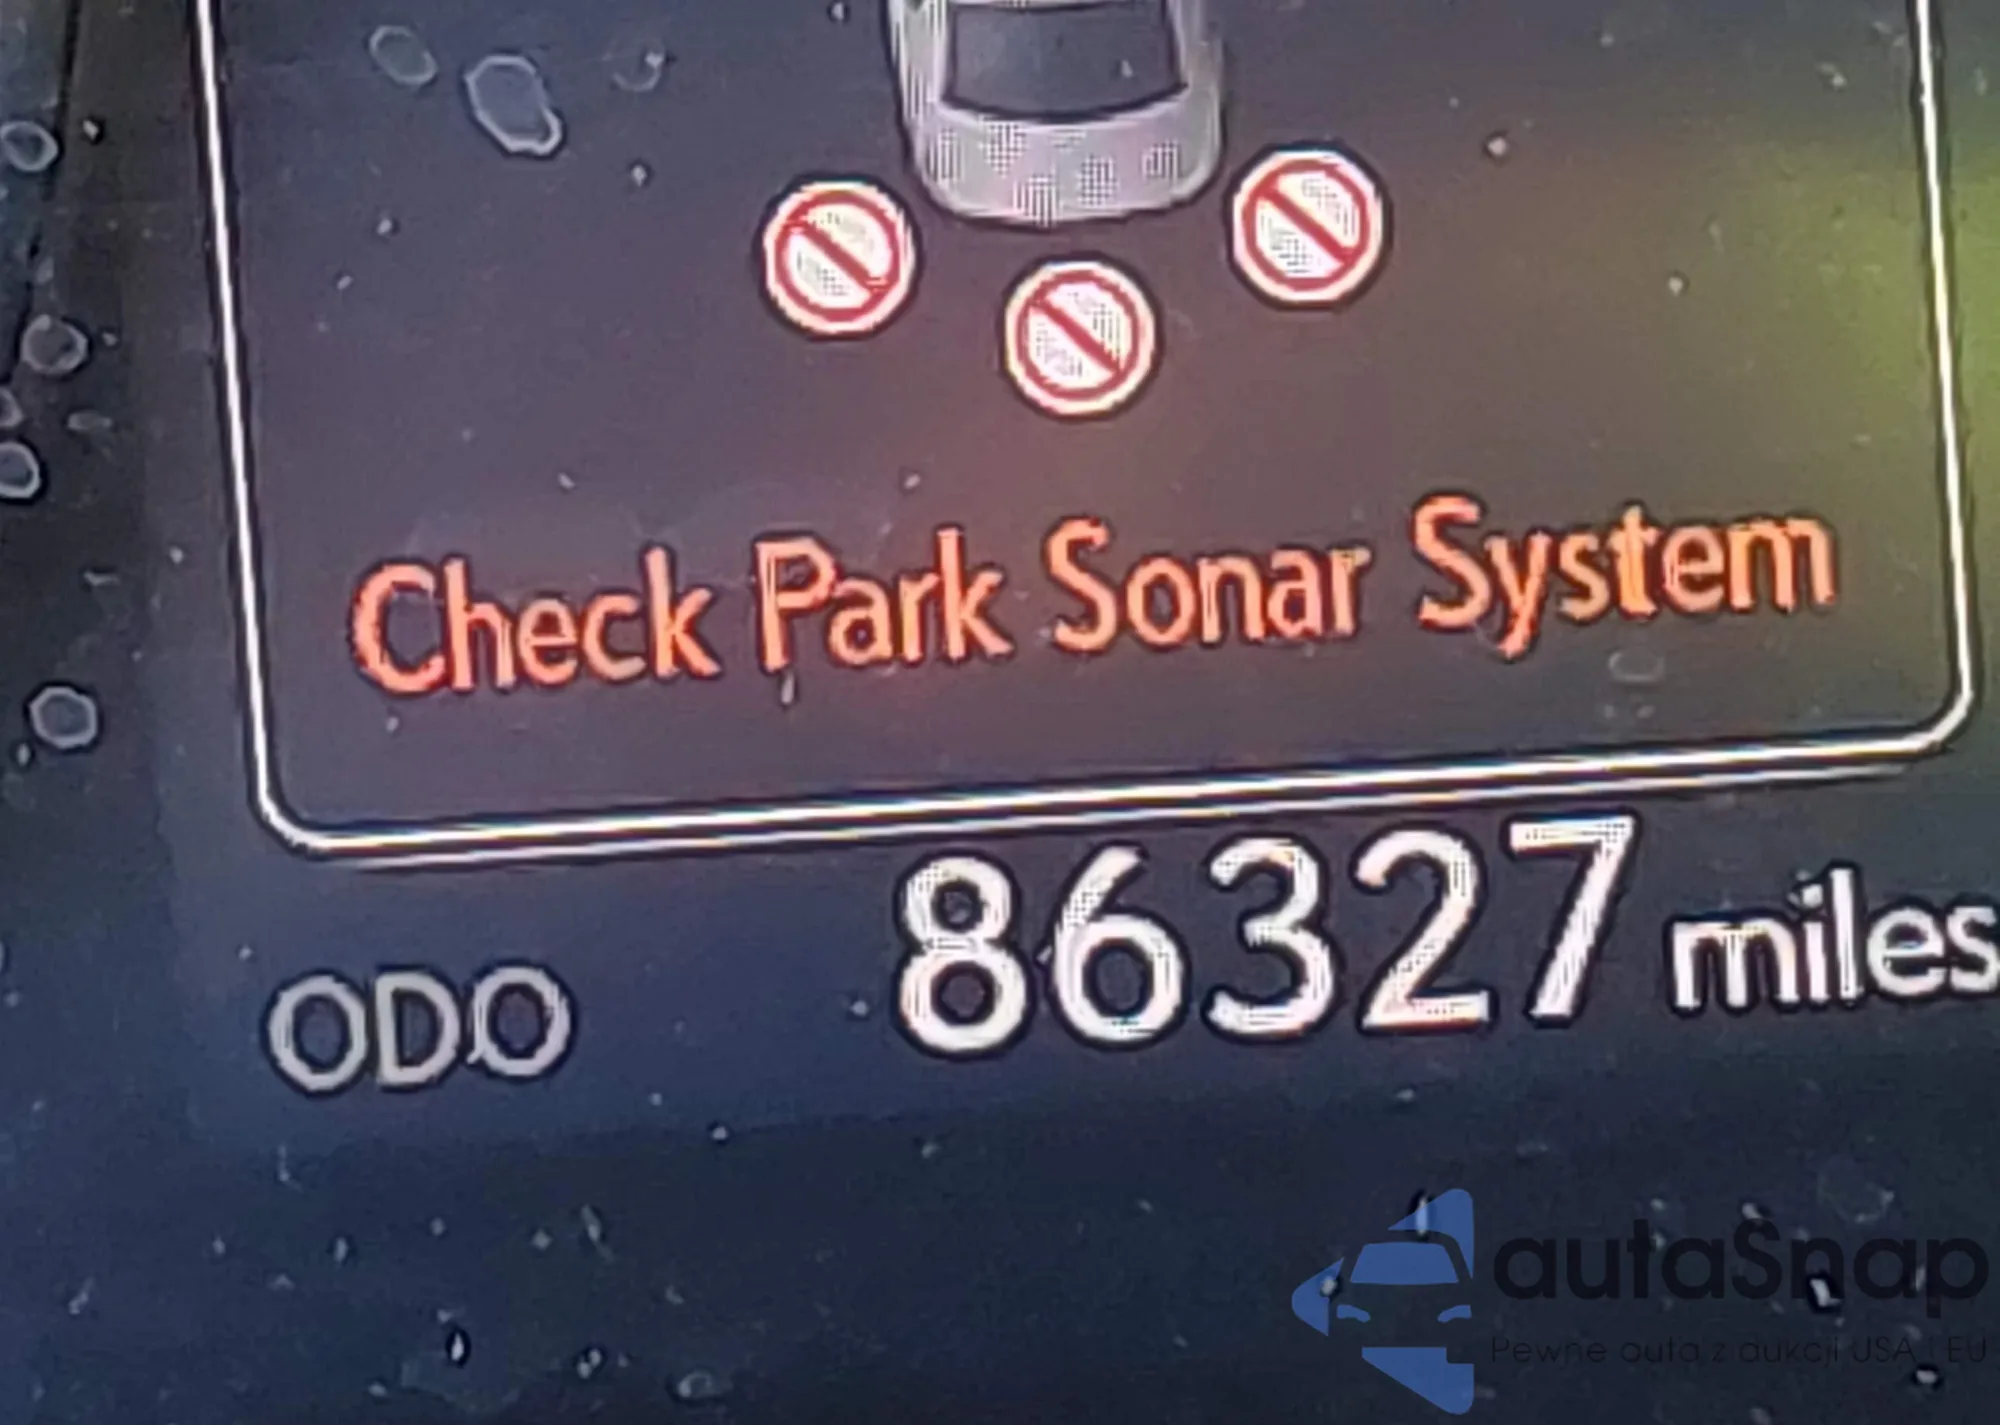 Check Park Sonar System
ODO 86327 miles
autaSnap
Pewne auta z aukcji USA i EU